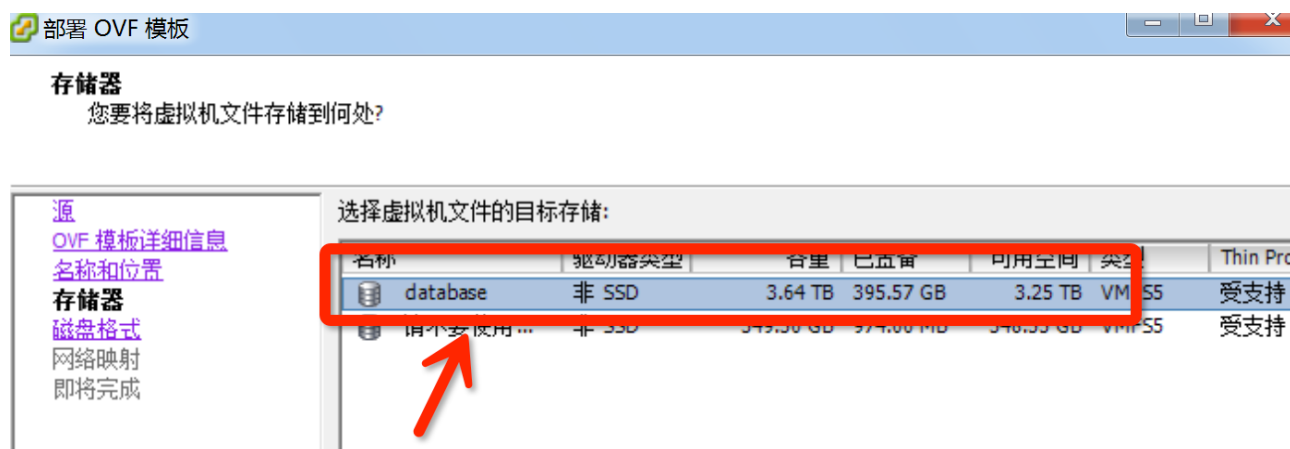 部署 OVF 模板
存储器
您要将虚拟机文件存储到何处?
源
OVF 模板详细信息
名称和位置
存储器
磁盘格式
网络映射
即将完成
选择虚拟机文件的目标存储:
名称 驱动器类型 容量 已置备 可用空间 类型 Thin Pro
database 非 SSD 3.64 TB 395.57 GB 3.25 TB VMFS5 受支持
请不要使用 ... 非 SSD VMFS5 受支持